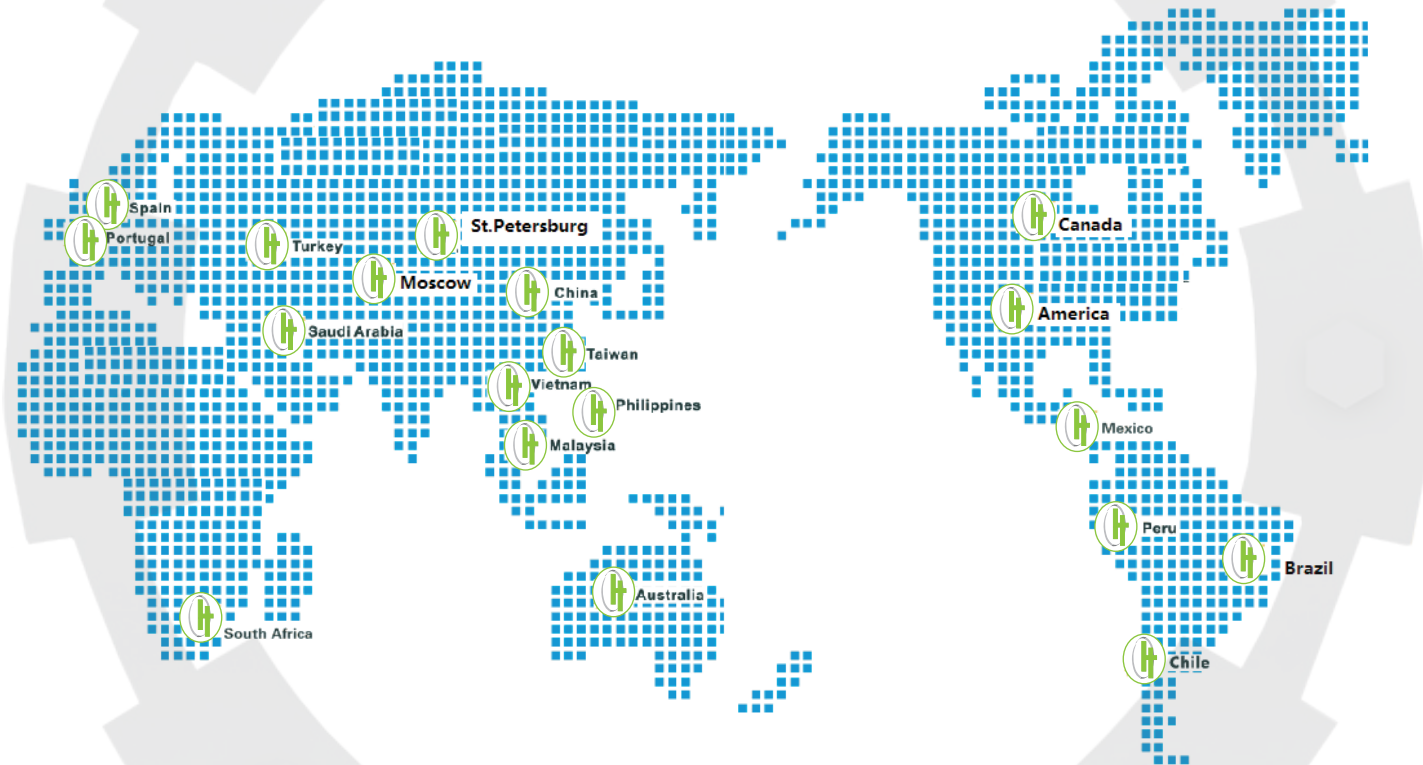 Spain
Portugal
Turkey
St.Petersburg
Moscow
China
Saudi Arabia
Taiwan
Vietnam
Philippines
Malaysia
Australia
South Africa
Canada
America
Mexico
Peru
Brazil
Chile